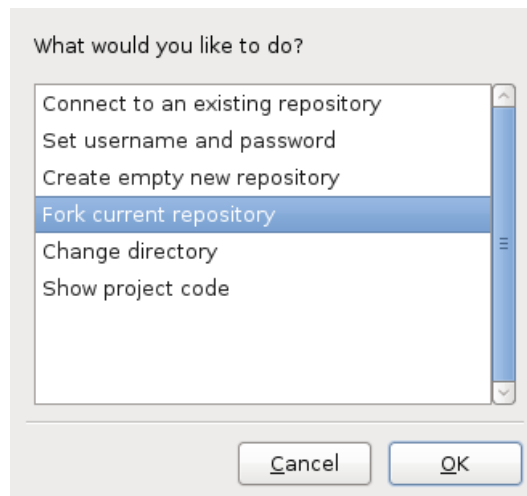 What would you like to do?
Connect to an existing repository
Set username and password
Create empty new repository
Fork current repository
Change directory
Show project code
Cancel
OK